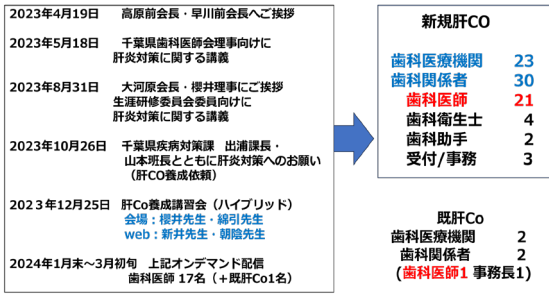 2023年4月19日　高原前会長・早川前会長へご挨拶
2023年5月18日　千葉県歯科医師会理事向けに
肝炎対策に関する講義
2023年8月31日　大河原会長・櫻井理事にご挨拶
生涯研修委員会委員向けに
肝炎対策に関する講義
2023年10月26日　千葉県疾病対策課　出浦課長・
山本班長とともに肝炎対策へのお願い
（肝CO養成依頼）
2023年12月25日　肝Co養成講習会（ハイブリッド）
会場：櫻井先生・綿引先生
web：新井先生・朝陰先生
2024年1月末～3月初旬　上記オンデマンド配信
歯科医師 17名（＋既肝Co1名）
新規肝CO
歯科医療機関　23
歯科関係者　30
歯科医師　21
歯科衛生士　4
歯科助手　2
受付/事務　3
既肝Co
歯科医療機関　2
歯科関係者　2
(歯科医師1 事務長1)